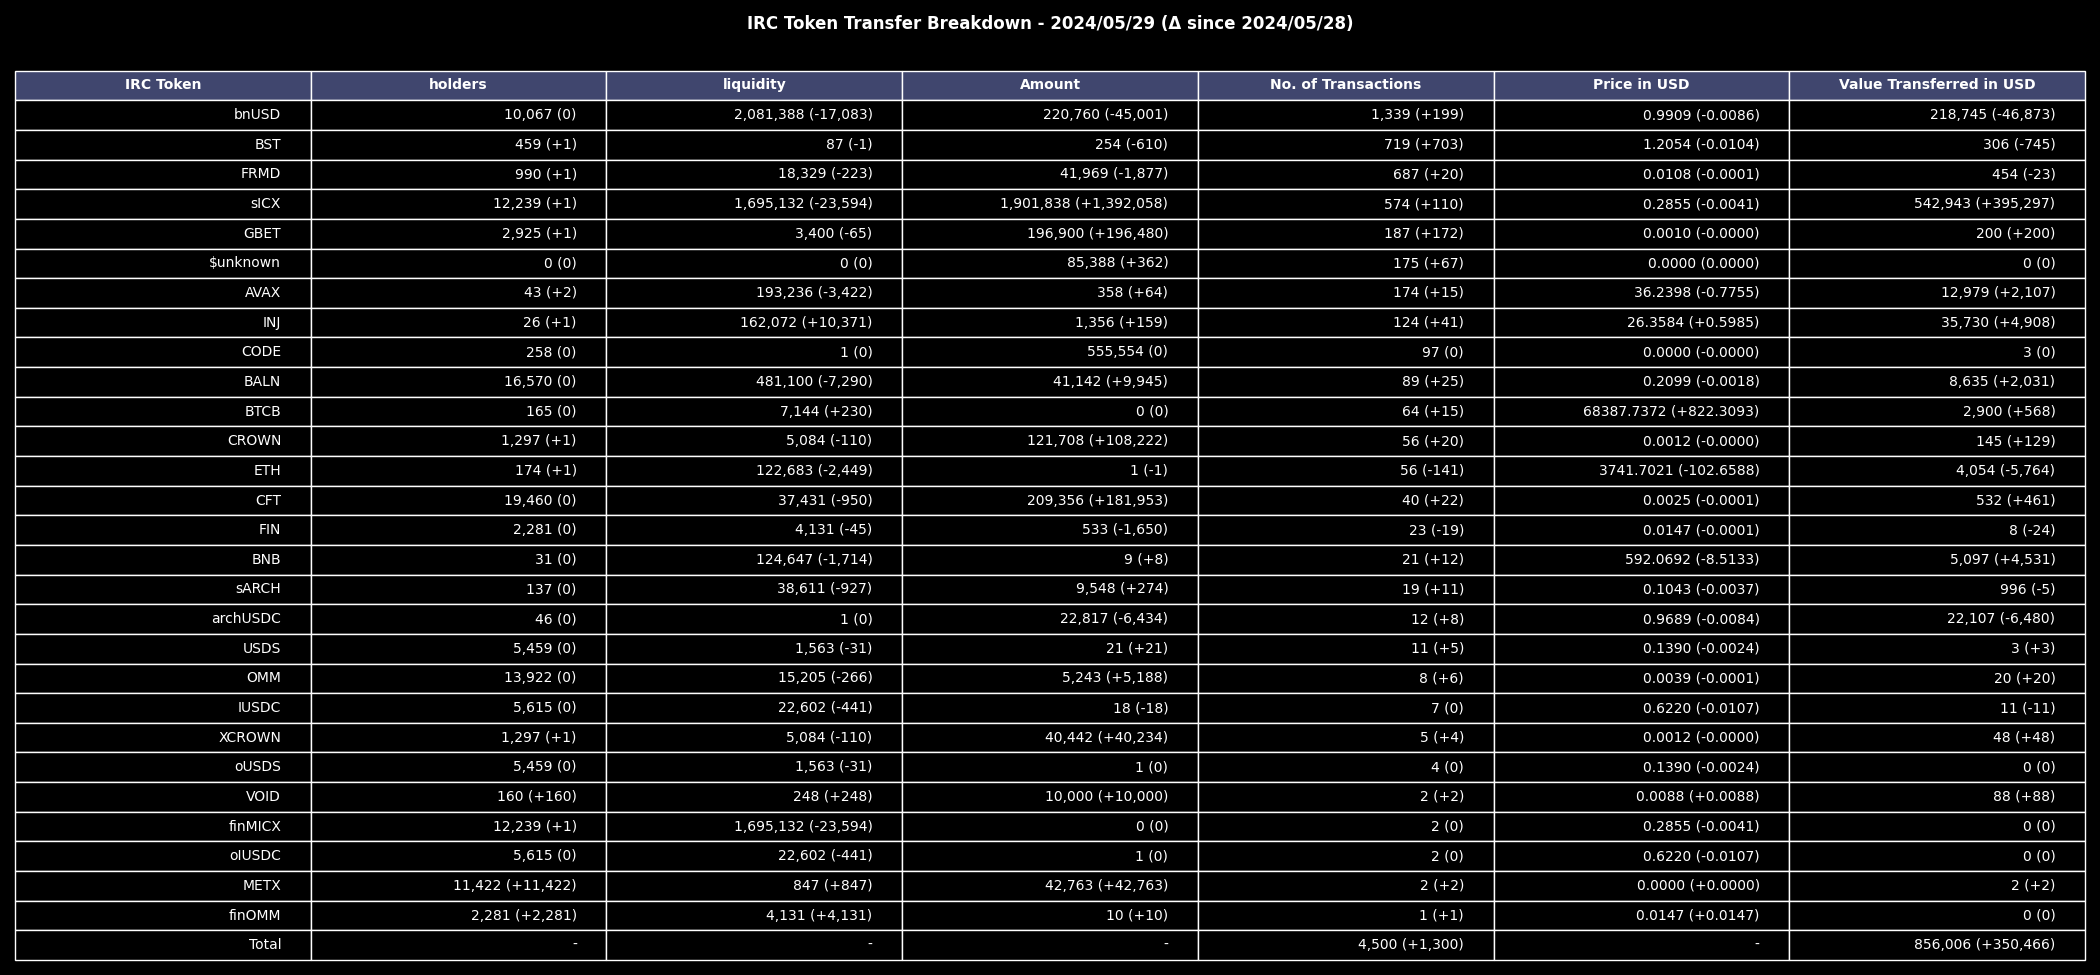 IRC Token Transfer Breakdown - 2024/05/29 (Δ since 2024/05/28)
IRC Token holders liquidity Amount No. of Transactions Price in USD Value Transferred in USD
bnUSD 10,067 (0) 2,081,388 (-17,083) 220,760 (-45,001) 1,339 (+199) 0.9909 (-0.0086) 218,745 (-46,873)
BST 459 (+1) 87 (-1) 254 (-610) 719 (+703) 1.2054 (-0.0104) 306 (-745)
FRMD 990 (+1) 18,329 (-223) 41,969 (-1,877) 687 (+20) 0.0108 (-0.0001) 454 (-23)
sICX 12,239 (+1) 1,695,132 (-23,594) 1,901,838 (+1,392,058) 574 (+110) 0.2855 (-0.0041) 542,943 (+395,297)
GBET 2,925 (+1) 3,400 (-65) 196,900 (+196,480) 187 (+172) 0.0010 (-0.0000) 200 (+200)
$unknown 0 (0) 0 (0) 85,388 (+362) 175 (+67) 0.0000 (0.0000) 0 (0)
AVAX 43 (+2) 193,236 (-3,422) 358 (+64) 174 (+15) 36.2398 (-0.7755) 12,979 (+2,107)
INJ 26 (+1) 162,072 (+10,371) 1,356 (+159) 124 (+41) 26.3584 (+0.5985) 35,730 (+4,908)
CODE 258 (0) 1 (0) 555,554 (0) 97 (0) 0.0000 (-0.0000) 3 (0)
BALN 16,570 (0) 481,100 (-7,290) 41,142 (+9,945) 89 (+25) 0.2099 (-0.0018) 8,635 (+2,031)
BTCB 165 (0) 7,144 (+230) 0 (0) 64 (+15) 68387.7372 (+822.3093) 2,900 (+568)
CROWN 1,297 (+1) 5,084 (-110) 121,708 (+108,222) 56 (+20) 0.0012 (-0.0000) 145 (+129)
ETH 174 (+1) 122,683 (-2,449) 1 (-1) 56 (-141) 3741.7021 (-102.6588) 4,054 (-5,764)
CFT 19,460 (0) 37,431 (-950) 209,356 (+181,953) 40 (+22) 0.0025 (-0.0001) 532 (+461)
FIN 2,281 (0) 4,131 (-45) 533 (-1,650) 23 (-19) 0.0147 (-0.0001) 8 (-24)
BNB 31 (0) 124,647 (-1,714) 9 (+8) 21 (+12) 592.0692 (-8.5133) 5,097 (+4,531)
sARCH 137 (0) 38,611 (-927) 9,548 (+274) 19 (+11) 0.1043 (-0.0037) 996 (-5)
archUSDC 46 (0) 1 (0) 22,817 (-6,434) 12 (+8) 0.9689 (-0.0084) 22,107 (-6,480)
USDS 5,459 (0) 1,563 (-31) 21 (+21) 11 (+5) 0.1390 (-0.0024) 3 (+3)
OMM 13,922 (0) 15,205 (-266) 5,243 (+5,188) 8 (+6) 0.0039 (-0.0001) 20 (+20)
IUSDC 5,615 (0) 22,602 (-441) 18 (-18) 7 (0) 0.6220 (-0.0107) 11 (-11)
XCROWN 1,297 (+1) 5,084 (-110) 40,442 (+40,234) 5 (+4) 0.0012 (-0.0000) 48 (+48)
oUSDS 5,459 (0) 1,563 (-31) 1 (0) 4 (0) 0.1390 (-0.0024) 0 (0)
VOID 160 (+160) 248 (+248) 10,000 (+10,000) 2 (+2) 0.0088 (+0.0088) 88 (+88)
finMICX 12,239 (+1) 1,695,132 (-23,594) 0 (0) 2 (0) 0.2855 (-0.0041) 0 (0)
oIUSDC 5,615 (0) 22,602 (-441) 1 (0) 2 (0) 0.6220 (-0.0107) 0 (0)
METX 11,422 (+11,422) 847 (+847) 42,763 (+42,763) 2 (+2) 0.0000 (+0.0000) 2 (+2)
finOMM 2,281 (+2,281) 4,131 (+4,131) 10 (+10) 1 (+1) 0.0147 (+0.0147) 0 (0)
Total - - - 4,500 (+1,300) - 856,006 (+350,466)